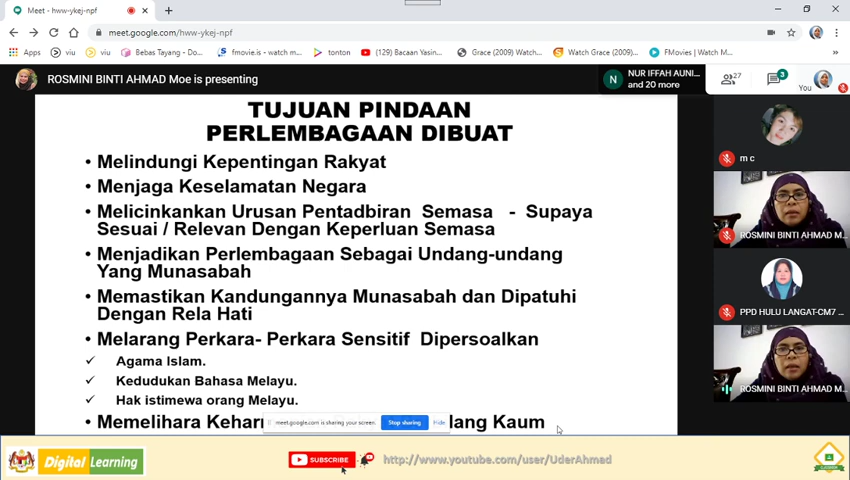 Meet - hww-ykej-npf
meet.google.com/hww-ykej-npf
Apps
viu
viu
Bebas Tayang - Do...
fmovie.is - watch m...
tonton
(129) Bacaan Yasin...
Grace (2009) Watch...
Watch Grace (2009)...
FMovies | Watch M...
ROSMINI BINTI AHMAD Moe is presenting
N
NUR IFFAH AUNI...
and 20 more
27
3
You
TUJUAN PINDAAN
PERLEMBAGAAN DIBUAT
• Melindungi Kepentingan Rakyat
• Menjaga Keselamatan Negara
• Melicinkankan Urusan Pentadbiran Semasa - Supaya
Sesuai / Relevan Dengan Keperluan Semasa
• Menjadikan Perlembagaan Sebagai Undang-undang
Yang Munasabah
• Memastikan Kandungannya Munasabah dan Dipatuhi
Dengan Rela Hati
• Melarang Perkara- Perkara Sensitif Dipersoalkan
✓ Agama Islam.
✓ Kedudukan Bahasa Melayu.
✓ Hak istimewa orang Melayu.
• Memelihara Kaum
meet.google.com is sharing your screen.
Stop sharing
Hide
m c
ROSMINI BINTI AHMAD M...
PPD HULU LANGAT-CM7 ...
ROSMINI BINTI AHMAD M...
Digital Learning
SUBSCRIBE
http://www.youtube.com/user/UderAhmad